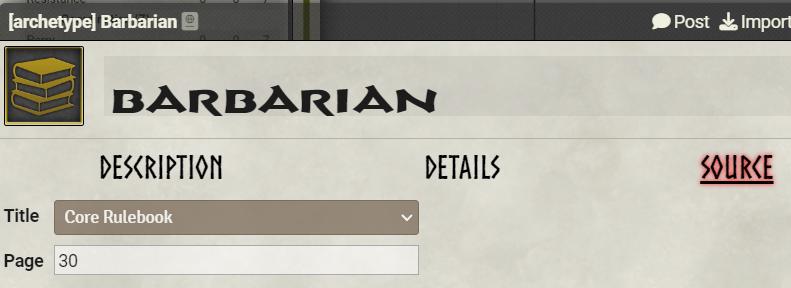 [archetype] Barbarian
Post Import
BARBARIAN
DESCRIPTION DETAILS SOURCE
Title Core Rulebook
Page 30